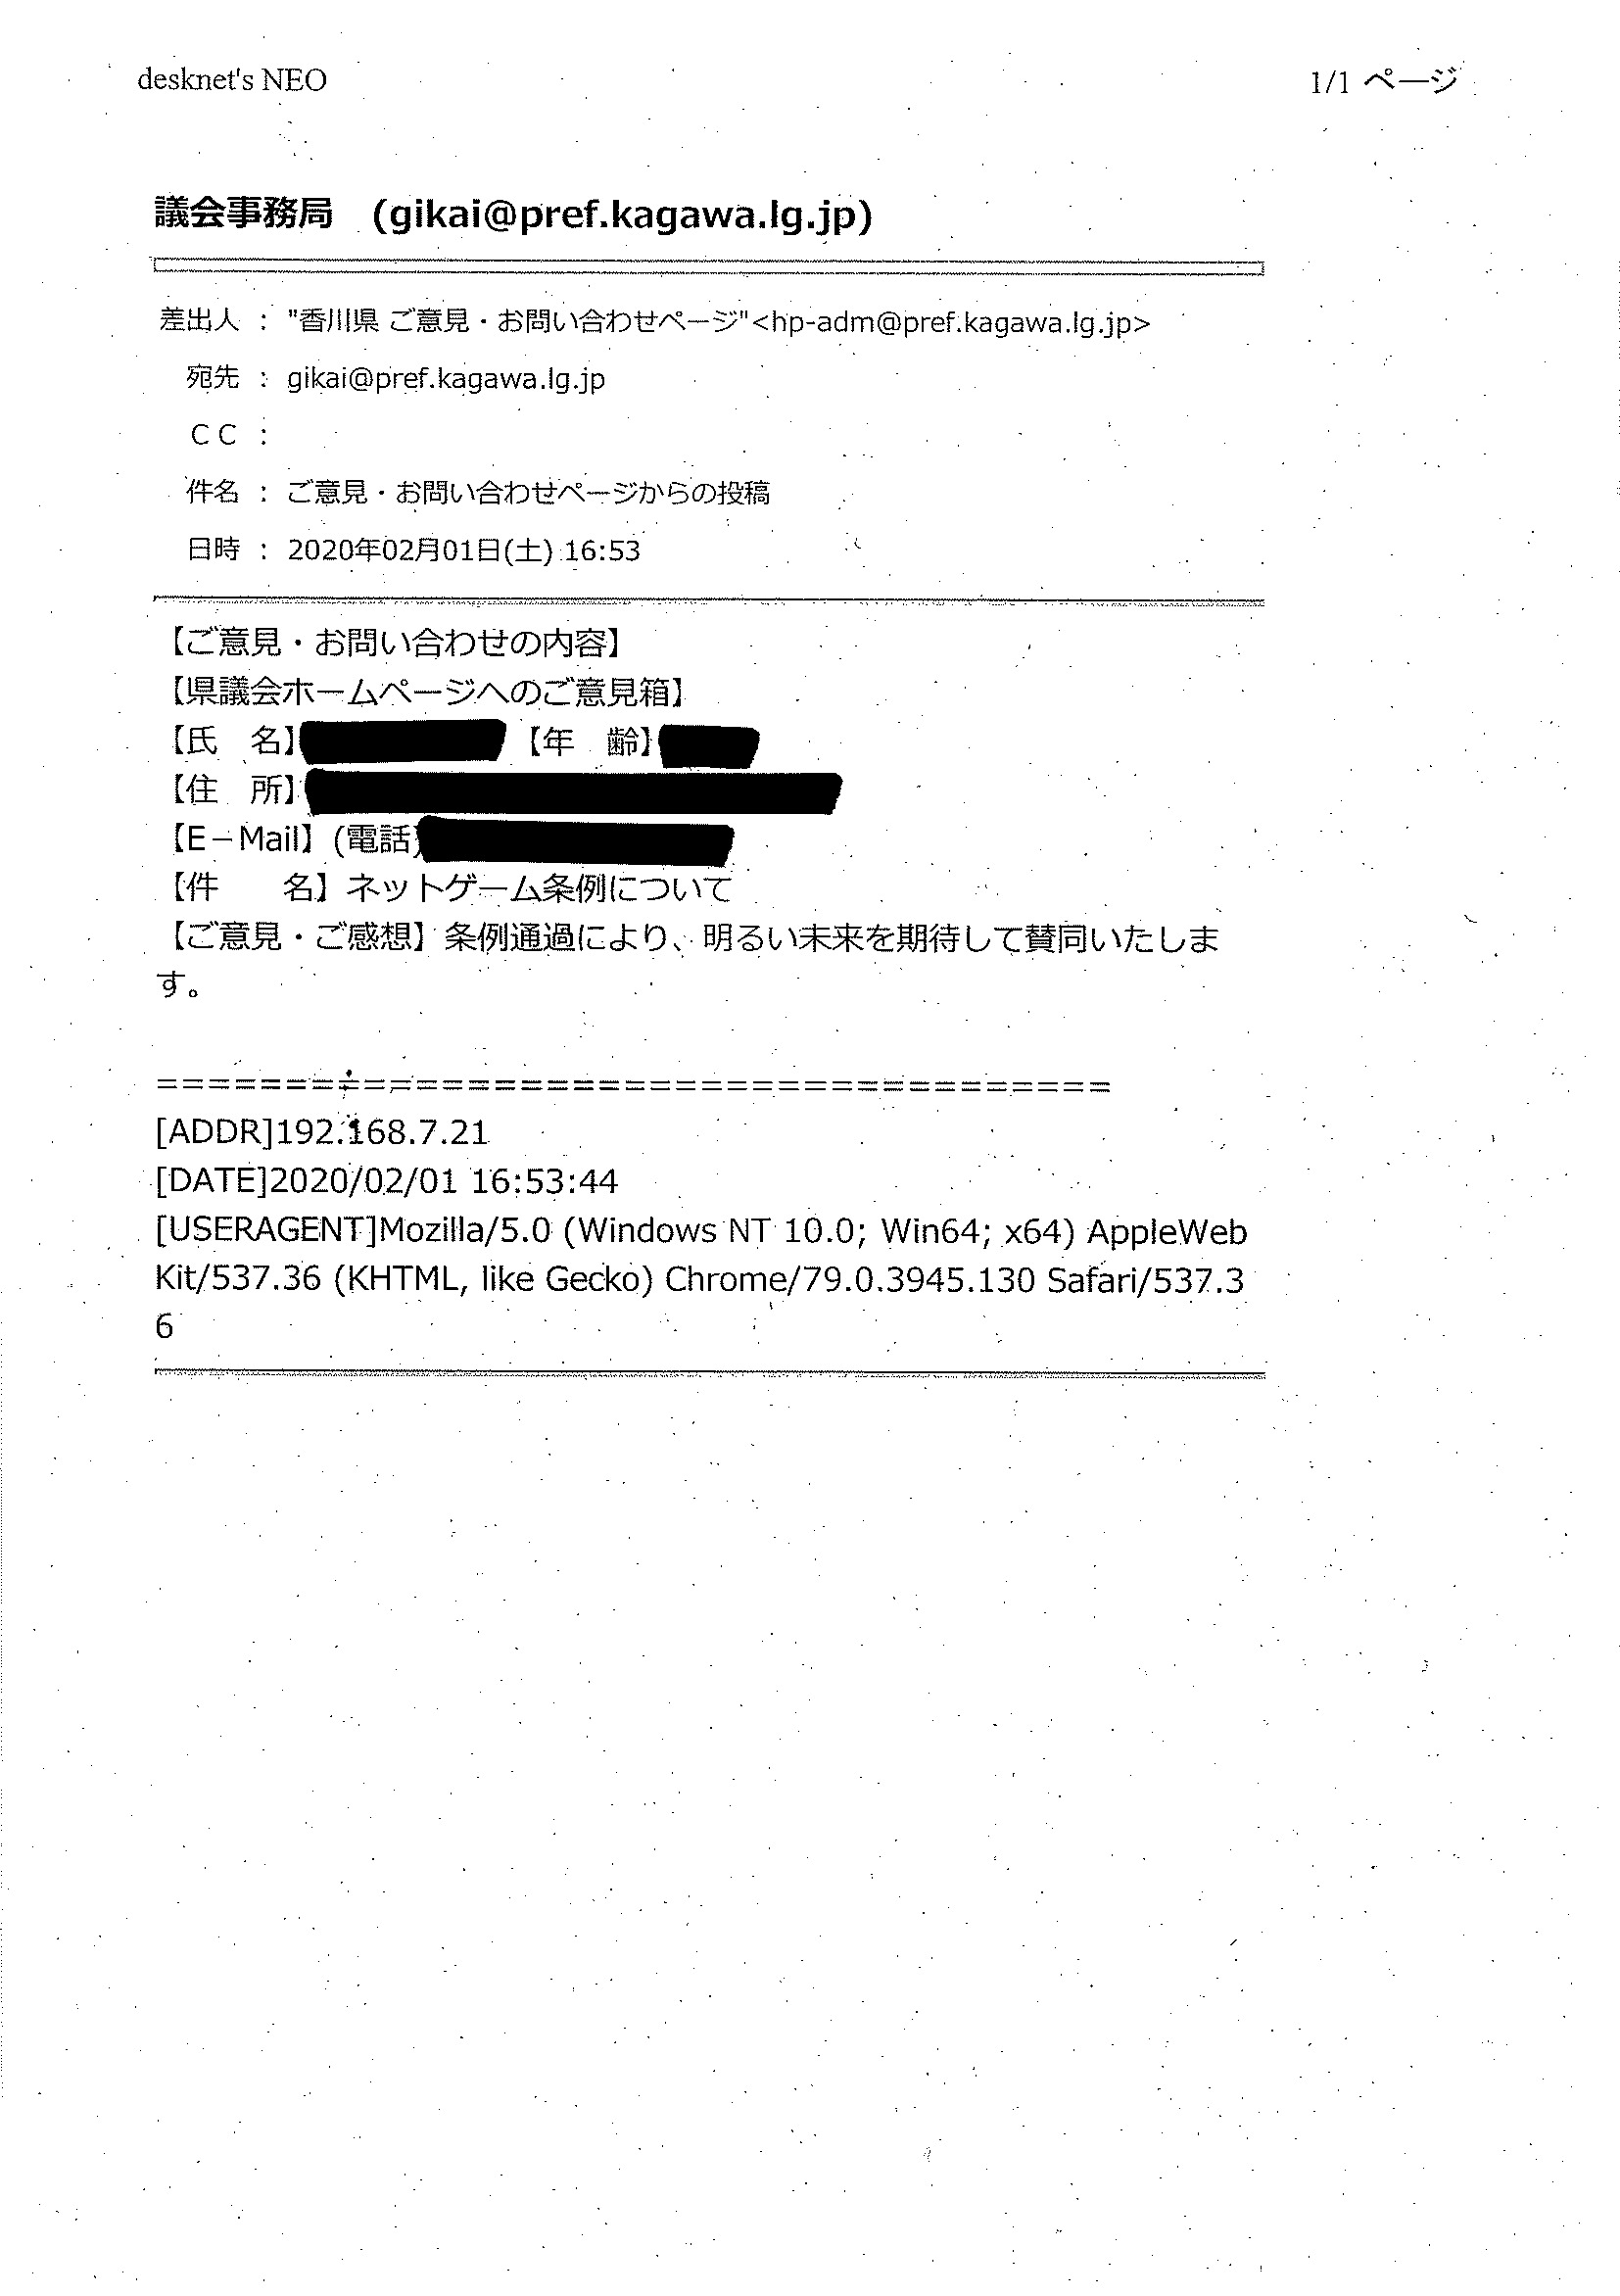 desknet's NEO
1/1 ページ
議会事務局 (gikai@pref.kagawa.lg.jp)
差出人 : "香川県 ご意見・お問い合わせページ"<hp-adm@pref.kagawa.lg.jp>
宛先 : gikai@pref.kagawa.lg.jp
CC :
件名 : ご意見・お問い合わせページからの投稿
日時 : 2020年02月01日(土) 16:53
【ご意見・お問い合わせの内容】
【県議会ホームページへのご意見箱】
【氏 名】 【年 齢】
【住 所】
【E-Mail】(電話)
【件 名】ネットゲーム条例について
【ご意見・ご感想】条例通過により、明るい未来を期待して賛同いたしま
す。
=====================================
[ADDR]192.168.7.21
[DATE]2020/02/01 16:53:44
[USERAGENT]Mozilla/5.0 (Windows NT 10.0; Win64; x64) AppleWeb
Kit/537.36 (KHTML, like Gecko) Chrome/79.0.3945.130 Safari/537.3
6